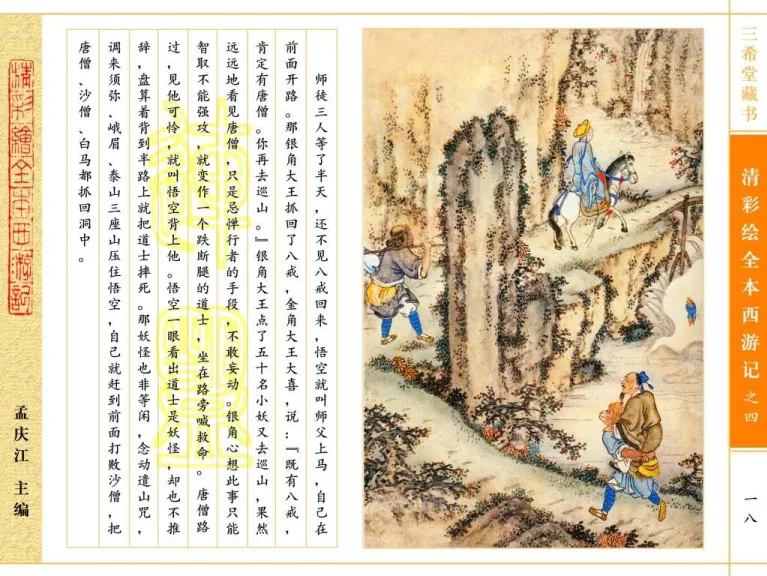 三希堂藏书
清彩绘全本西游记之四
一八
师徒三人等了半天，还不见八戒回来，悟空就叫师父上马，自己在
前面开路。那银角大王抓回了八戒，金角大王大喜，说：『既有八戒，
肯定有唐僧。你再去巡山。』银角大王点了五十名小妖又去巡山，果然
远远地看见唐僧，只是忌惮行者的手段，不敢妄动。银角心想此事只能
智取不能强攻，就变作一个跌断腿的道士，坐在路旁喊救命。唐僧路
过，见他可怜，就叫悟空背上他。悟空一眼看出道士是妖怪，却也不推
辞，盘算着背到半路上就把道士摔死。那妖怪也非等闲，念动遣山咒，
调来须弥、峨眉、泰山三座山压住悟空，自己就赶到前面打败沙僧，把
唐僧、沙僧、白马都抓回洞中。
清彩繪全本西游記
孟庆江 主编